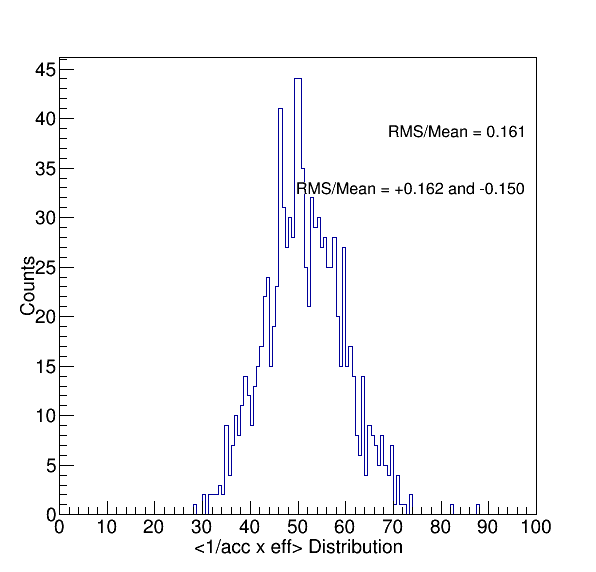 45
40
RMS/Mean = 0.161
35
RMS/Mean = +0.162 and -0.150
30
25
Counts
20
15
10
5
0
0 10 20 30 40 50 60 70 80 90 100
<1/acc x eff> Distribution